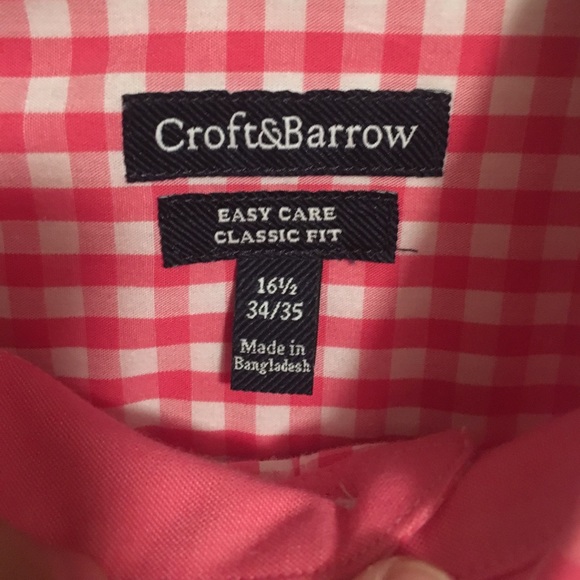 Croft&Barrow
EASY CARE
CLASSIC FIT
16½
34/35
Made in
Bangladesh